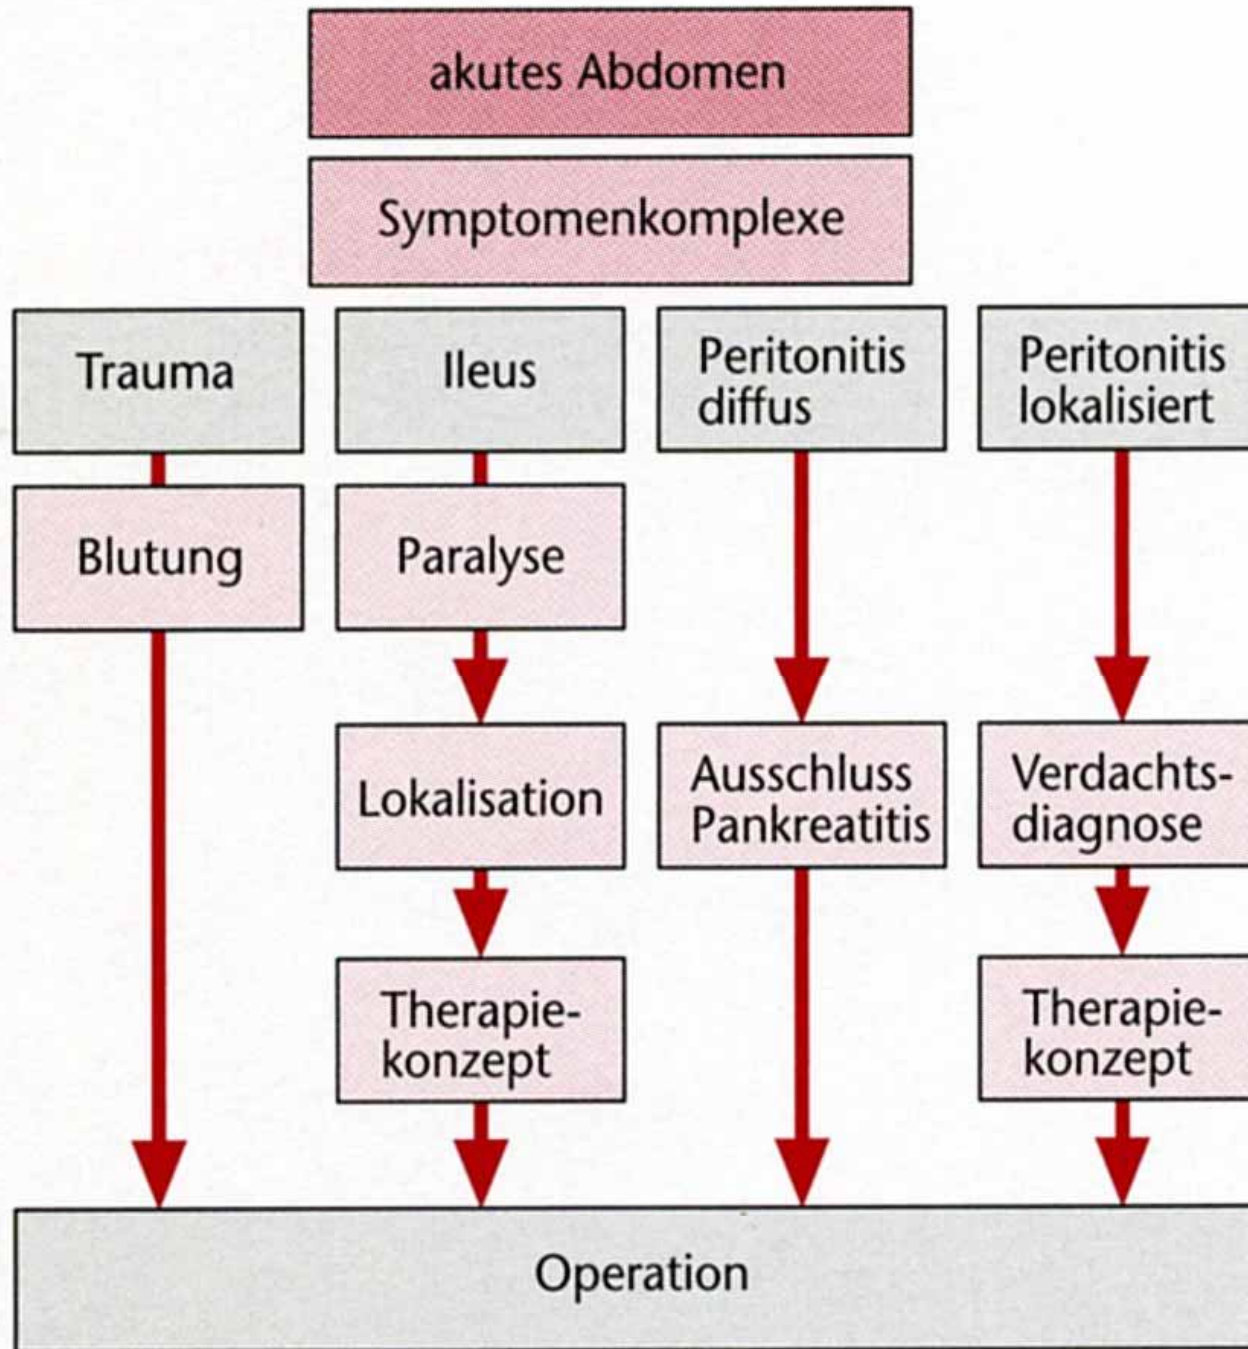 akutes Abdomen
Symptomenkomplexe
Trauma
Ileus
Peritonitis
diffus
Peritonitis
lokalisiert
Blutung
Paralyse
Lokalisation
Ausschluss
Pankreatitis
Verdachts-
diagnose
Therapie-
konzept
Therapie-
konzept
Operation